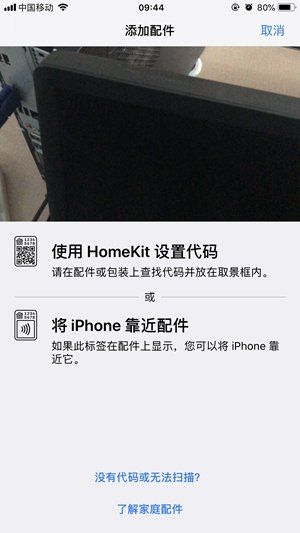 中国移动 09:44 80%
添加配件 取消
1234
5678
使用 HomeKit 设置代码
请在配件或包装上查找代码并放在取景框内。
或
1234
5678
将 iPhone 靠近配件
如果此标签在配件上显示，您可以将 iPhone 靠
近它。
没有代码或无法扫描?
了解家庭配件